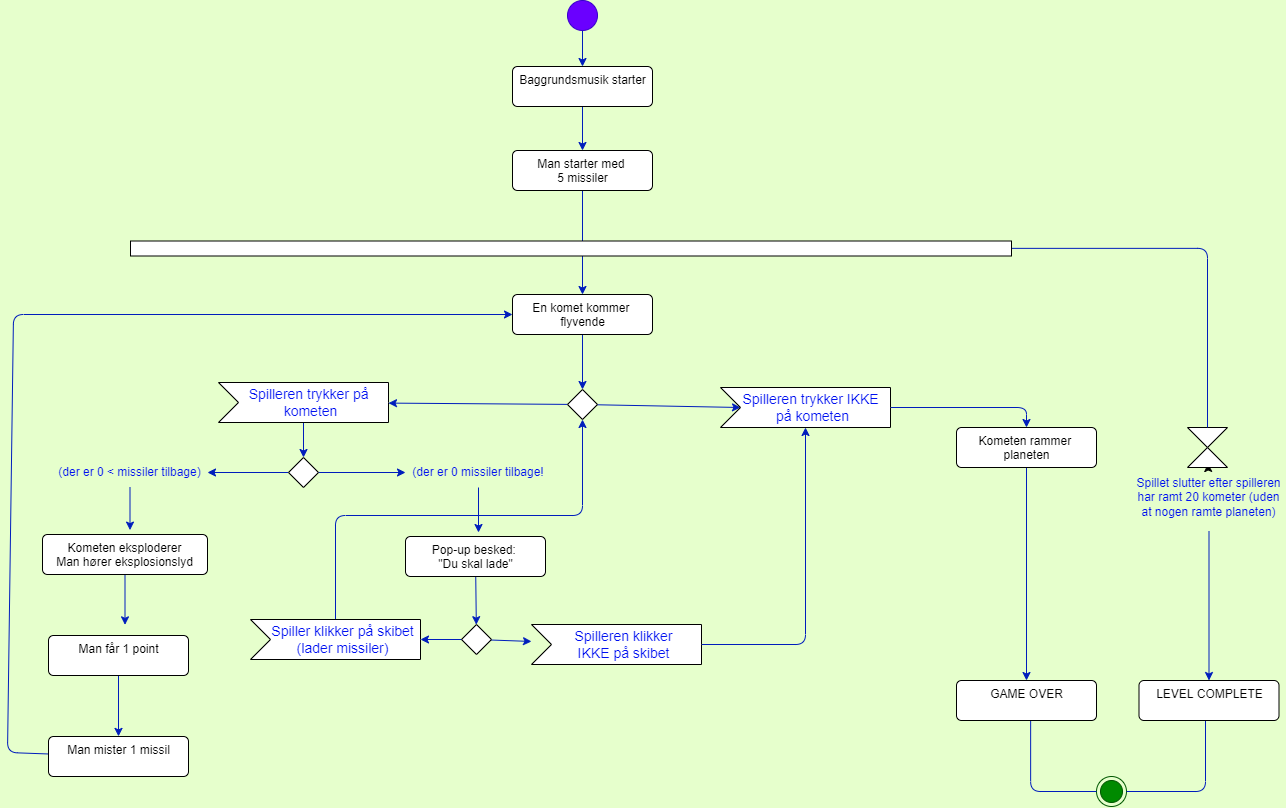 Baggrundsmusik starter
Man starter med
5 missiler
En komet kommer
flyvende
Spilleren trykker på
kometen
Spilleren trykker IKKE
på kometen
Kometen rammer
planeten
(der er 0 < missiler tilbage)
(der er 0 missiler tilbage!
Spillet slutter efter spilleren
har ramt 20 kometer (uden
at nogen ramte planeten)
Kometen eksploderer
Man hører eksplosionslyd
Pop-up besked:
"Du skal lade"
Spiller klikker på skibet
(lader missiler)
Spilleren klikker
IKKE på skibet
Man får 1 point
GAME OVER
LEVEL COMPLETE
Man mister 1 missil